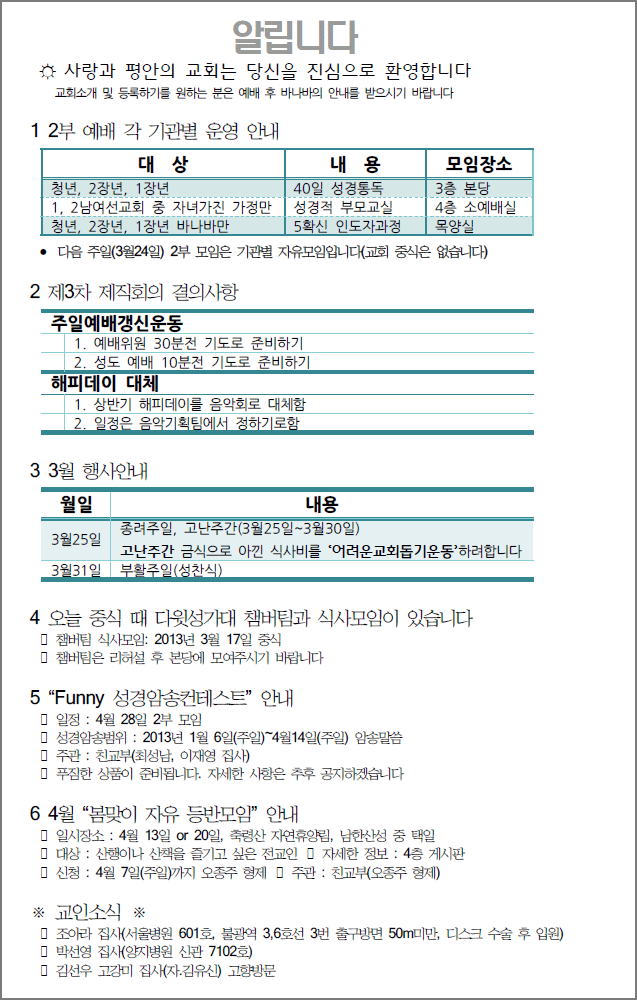 알립니다
☼ 사랑과 평안의 교회는 당신을 진심으로 환영합니다
교회소개 및 등록하기를 원하는 분은 예배 후 바나바의 안내를 받으시기 바랍니다
1 2부 예배 각 기관별 운영 안내
대 상 내 용 모임장소
청년, 2장년, 1장년 40일 성경통독 3층 본당
1, 2남여선교회 중 자녀가진 가정만 성경적 부모교실 4층 소예배실
청년, 2장년, 1장년 바나바만 5확신 인도자과정 목양실
● 다음 주일(3월24일) 2부 모임은 기관별 자유모임입니다(교회 중식은 없습니다)
2 제3차 제직회의 결의사항
주일예배갱신운동
1. 예배위원 30분전 기도로 준비하기
2. 성도 예배 10분전 기도로 준비하기
해피데이 대체
1. 상반기 해피데이를 음악회로 대체함
2. 일정은 음악기획팀에서 정하기로함
3 3월 행사안내
월일 내용
3월25일 종려주일, 고난주간(3월25일~3월30일)
고난주간 금식으로 아낀 식사비를 ‘어려운교회돕기운동’하려합니다
3월31일 부활주일(성찬식)
4 오늘 중식 때 다윗성가대 챔버팀과 식사모임이 있습니다
▯ 챔버팀 식사모임: 2013년 3월 17일 중식
▯ 챔버팀은 리허설 후 본당에 모여주시기 바랍니다
5 “Funny 성경암송컨테스트” 안내
▯ 일정 : 4월 28일 2부 모임
▯ 성경암송범위 : 2013년 1월 6일(주일)~4월14일(주일) 암송말씀
▯ 주관 : 친교부(최성남, 이재영 집사)
▯ 푸짐한 상품이 준비됩니다. 자세한 사항은 추후 공지하겠습니다
6 4월 “봄맞이 자유 등반모임” 안내
▯ 일시장소 : 4월 13일 or 20일, 축령산 자연휴양림, 남한산성 중 택일
▯ 대상 : 산행이나 산책을 즐기고 싶은 전교인 ▯ 자세한 정보 : 4층 게시판
▯ 신청 : 4월 7일(주일)까지 오종주 형제 ▯ 주관 : 친교부(오종주 형제)
※ 교인소식 ※
▯ 조아라 집사(서울병원 601호, 불광역 3,6호선 3번 출구방면 50m미만, 디스크 수술 후 입원)
▯ 박선영 집사(양지병원 신관 7102호)
▯ 김선우 고강미 집사(자.김유신) 고향방문